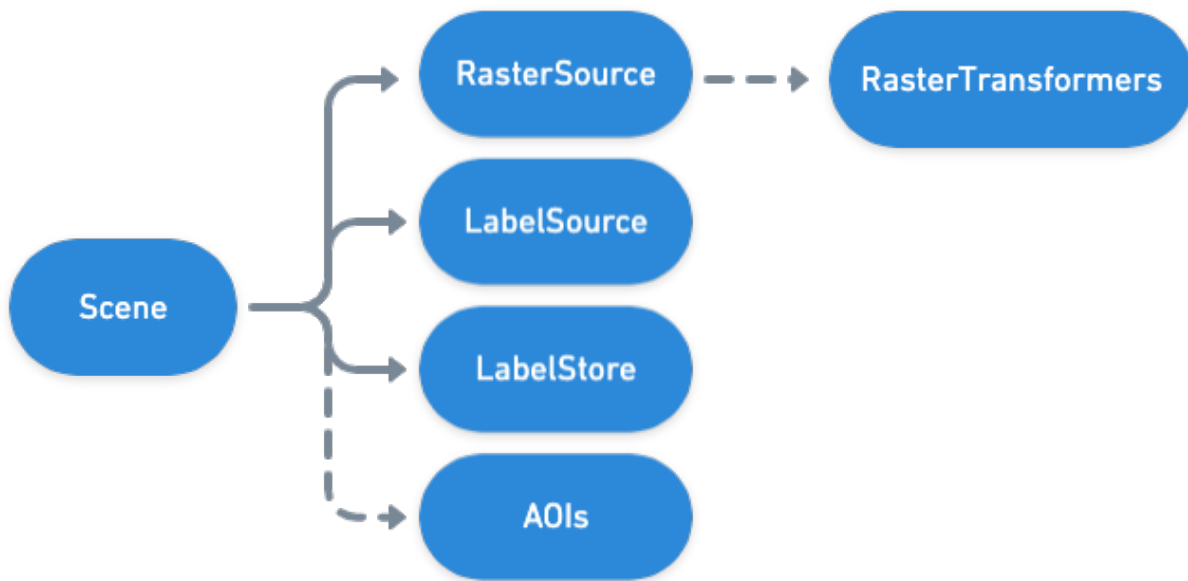 RasterSource
RasterTransformers
LabelSource
Scene
LabelStore
AOIs